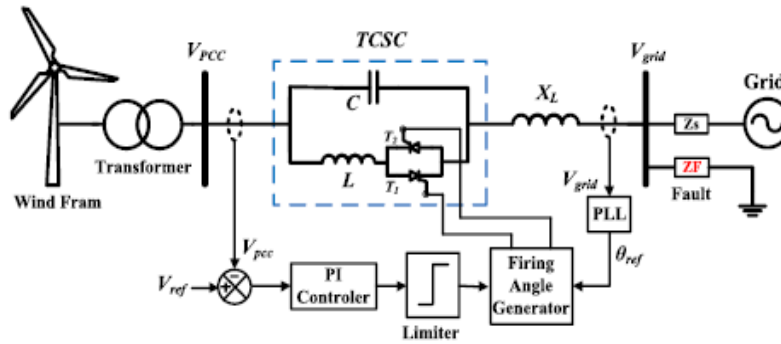 TCSC
V_PCC
V_grid
Grid
C
X_L
Zs
T_2
L
T_1
Transformer
V_grid
ZF
Fault
Wind Fram
PLL
V_pcc
θ_ref
V_ref
PI
Controler
Firing
Angle
Generator
Limiter